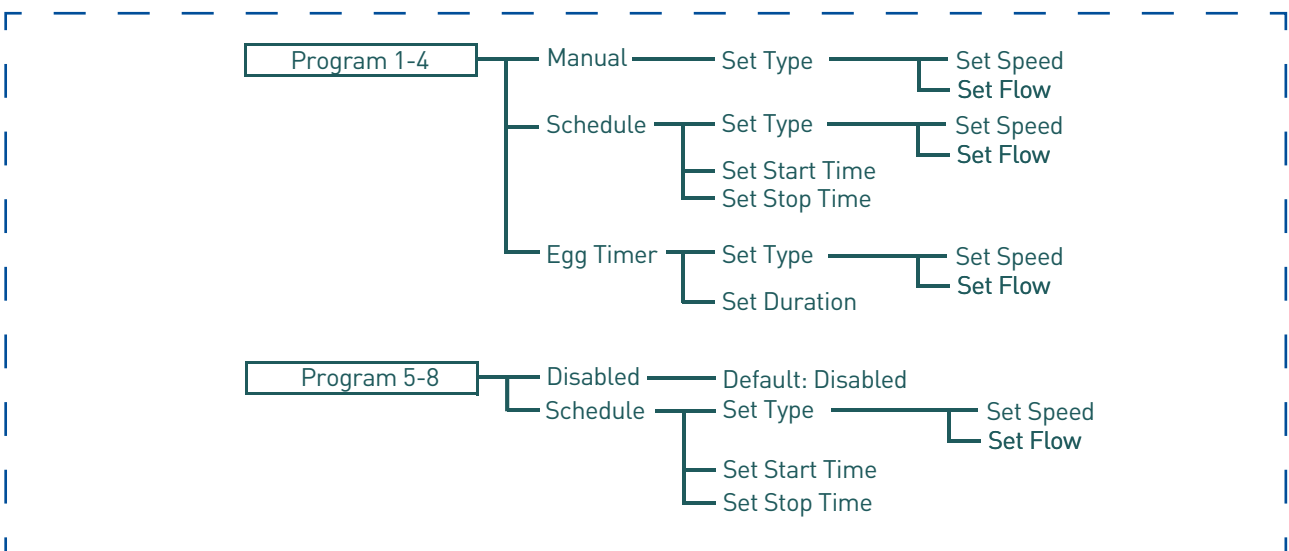 Program 1-4 Manual Set Type Set Speed
Set Flow
Schedule Set Type Set Speed
Set Flow
Set Start Time
Set Stop Time
Egg Timer Set Type Set Speed
Set Flow
Set Duration
Program 5-8 Disabled Default: Disabled
Schedule Set Type Set Speed
Set Flow
Set Start Time
Set Stop Time